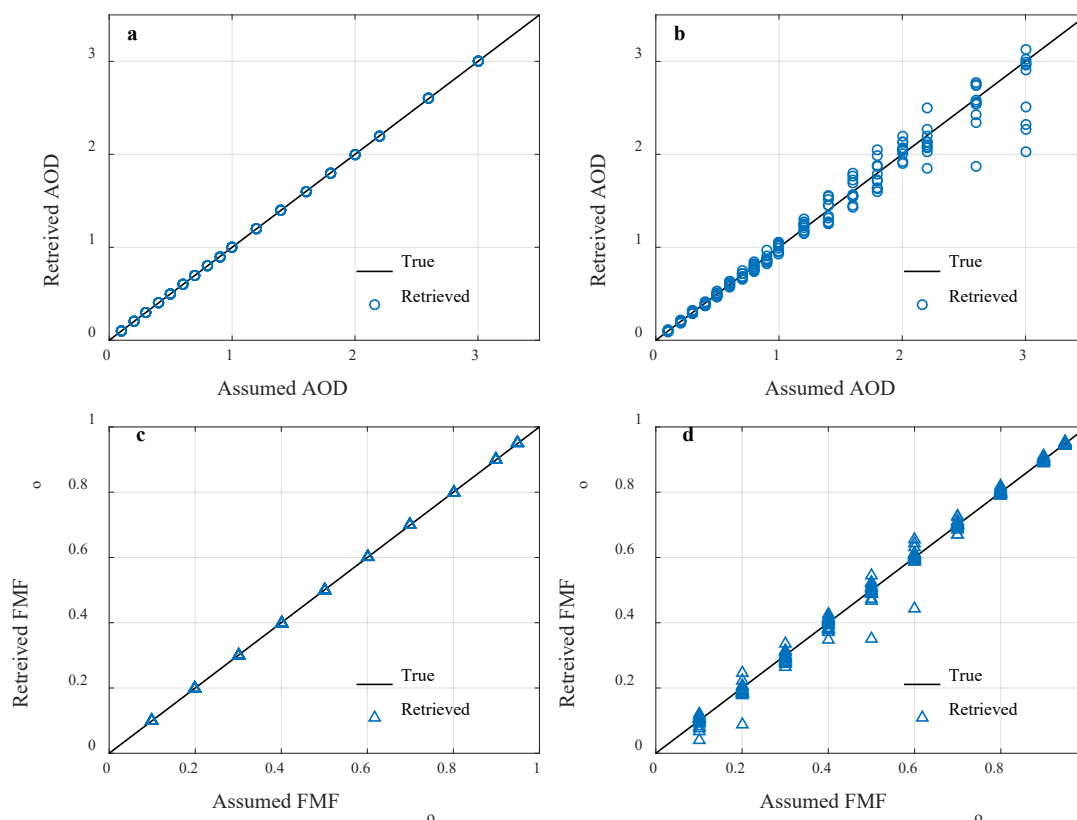 a
3
2
1
0
Retreived AOD
True
Retrieved
0
1
2
3
Assumed AOD
b
3
2
1
0
Retreived AOD
True
Retrieved
0
1
2
3
Assumed AOD
c
1
0.8
0.6
0.4
0.2
0
Retreived FMF
o
True
Retrieved
0
0.2
0.4
0.6
0.8
1
Assumed FMF
o
d
1
0.8
0.6
0.4
0.2
0
Retreived FMF
o
True
Retrieved
0
0.2
0.4
0.6
0.8
Assumed FMF
o